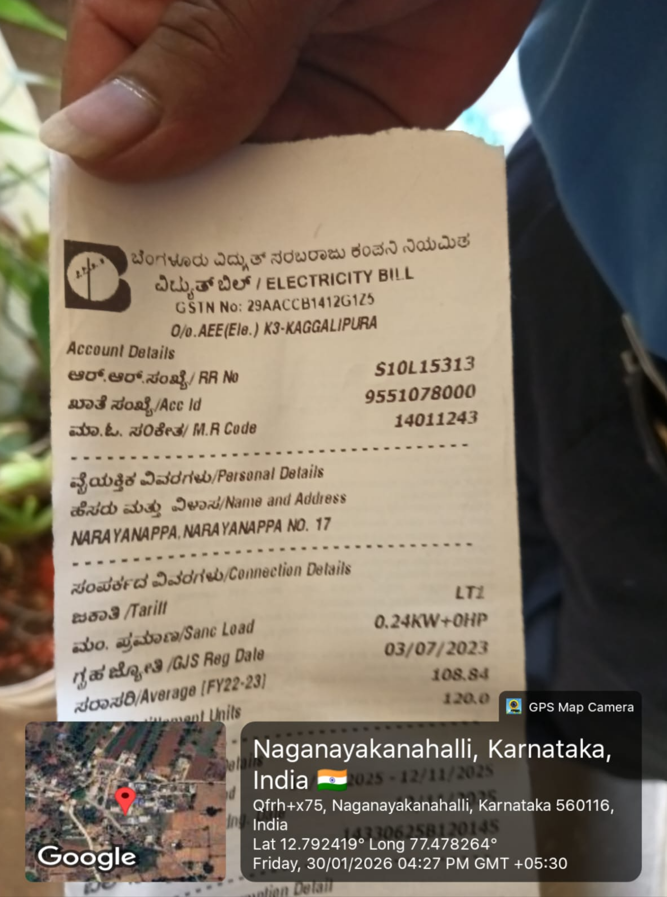 ಬೆಂಗಳೂರು ವಿದ್ಯುತ್ ಸರಬರಾಜು ಕಂಪನಿ ನಿಯಮಿತ
ವಿದ್ಯುತ್ ಬಿಲ್ / ELECTRICITY BILL
GSTN No: 29AACCB1412G1Z5
O/o.AEE(Ele.) K3-KAGGALIPURA
Account Details
ಆರ್.ಆರ್.ಸಂಖ್ಯೆ/ RR No S10L15313
ಖಾತೆ ಸಂಖ್ಯೆ/Acc Id 9551078000
ಮಾ.ಓ. ಸಂಕೇತ/ M.R Code 14011243
ವೈಯಕ್ತಿಕ ವಿವರಗಳು/Personal Details
ಹೆಸರು ಮತ್ತು ವಿಳಾಸ/Name and Address
NARAYANAPPA,NARAYANAPPA NO. 17
ಸಂಪರ್ಕದ ವಿವರಗಳು/Connection Details
ಜಕಾತಿ /Tariff LT1
ಮಂ. ಪ್ರಮಾಣ/Sanc Load 0.24KW+0HP
ಗೃಹ ಜ್ಯೋತಿ /GJS Reg Date 03/07/2023
ಸರಾಸರಿ/Average [FY22-23] 108.84
Units 120.0
GPS Map Camera
2025 - 12/11/2025
Naganayakanahalli, Karnataka,
India
Qfrh+x75, Naganayakanahalli, Karnataka 560116,
India
Lat 12.792419° Long 77.478264°
Friday, 30/01/2026 04:27 PM GMT +05:30
Google